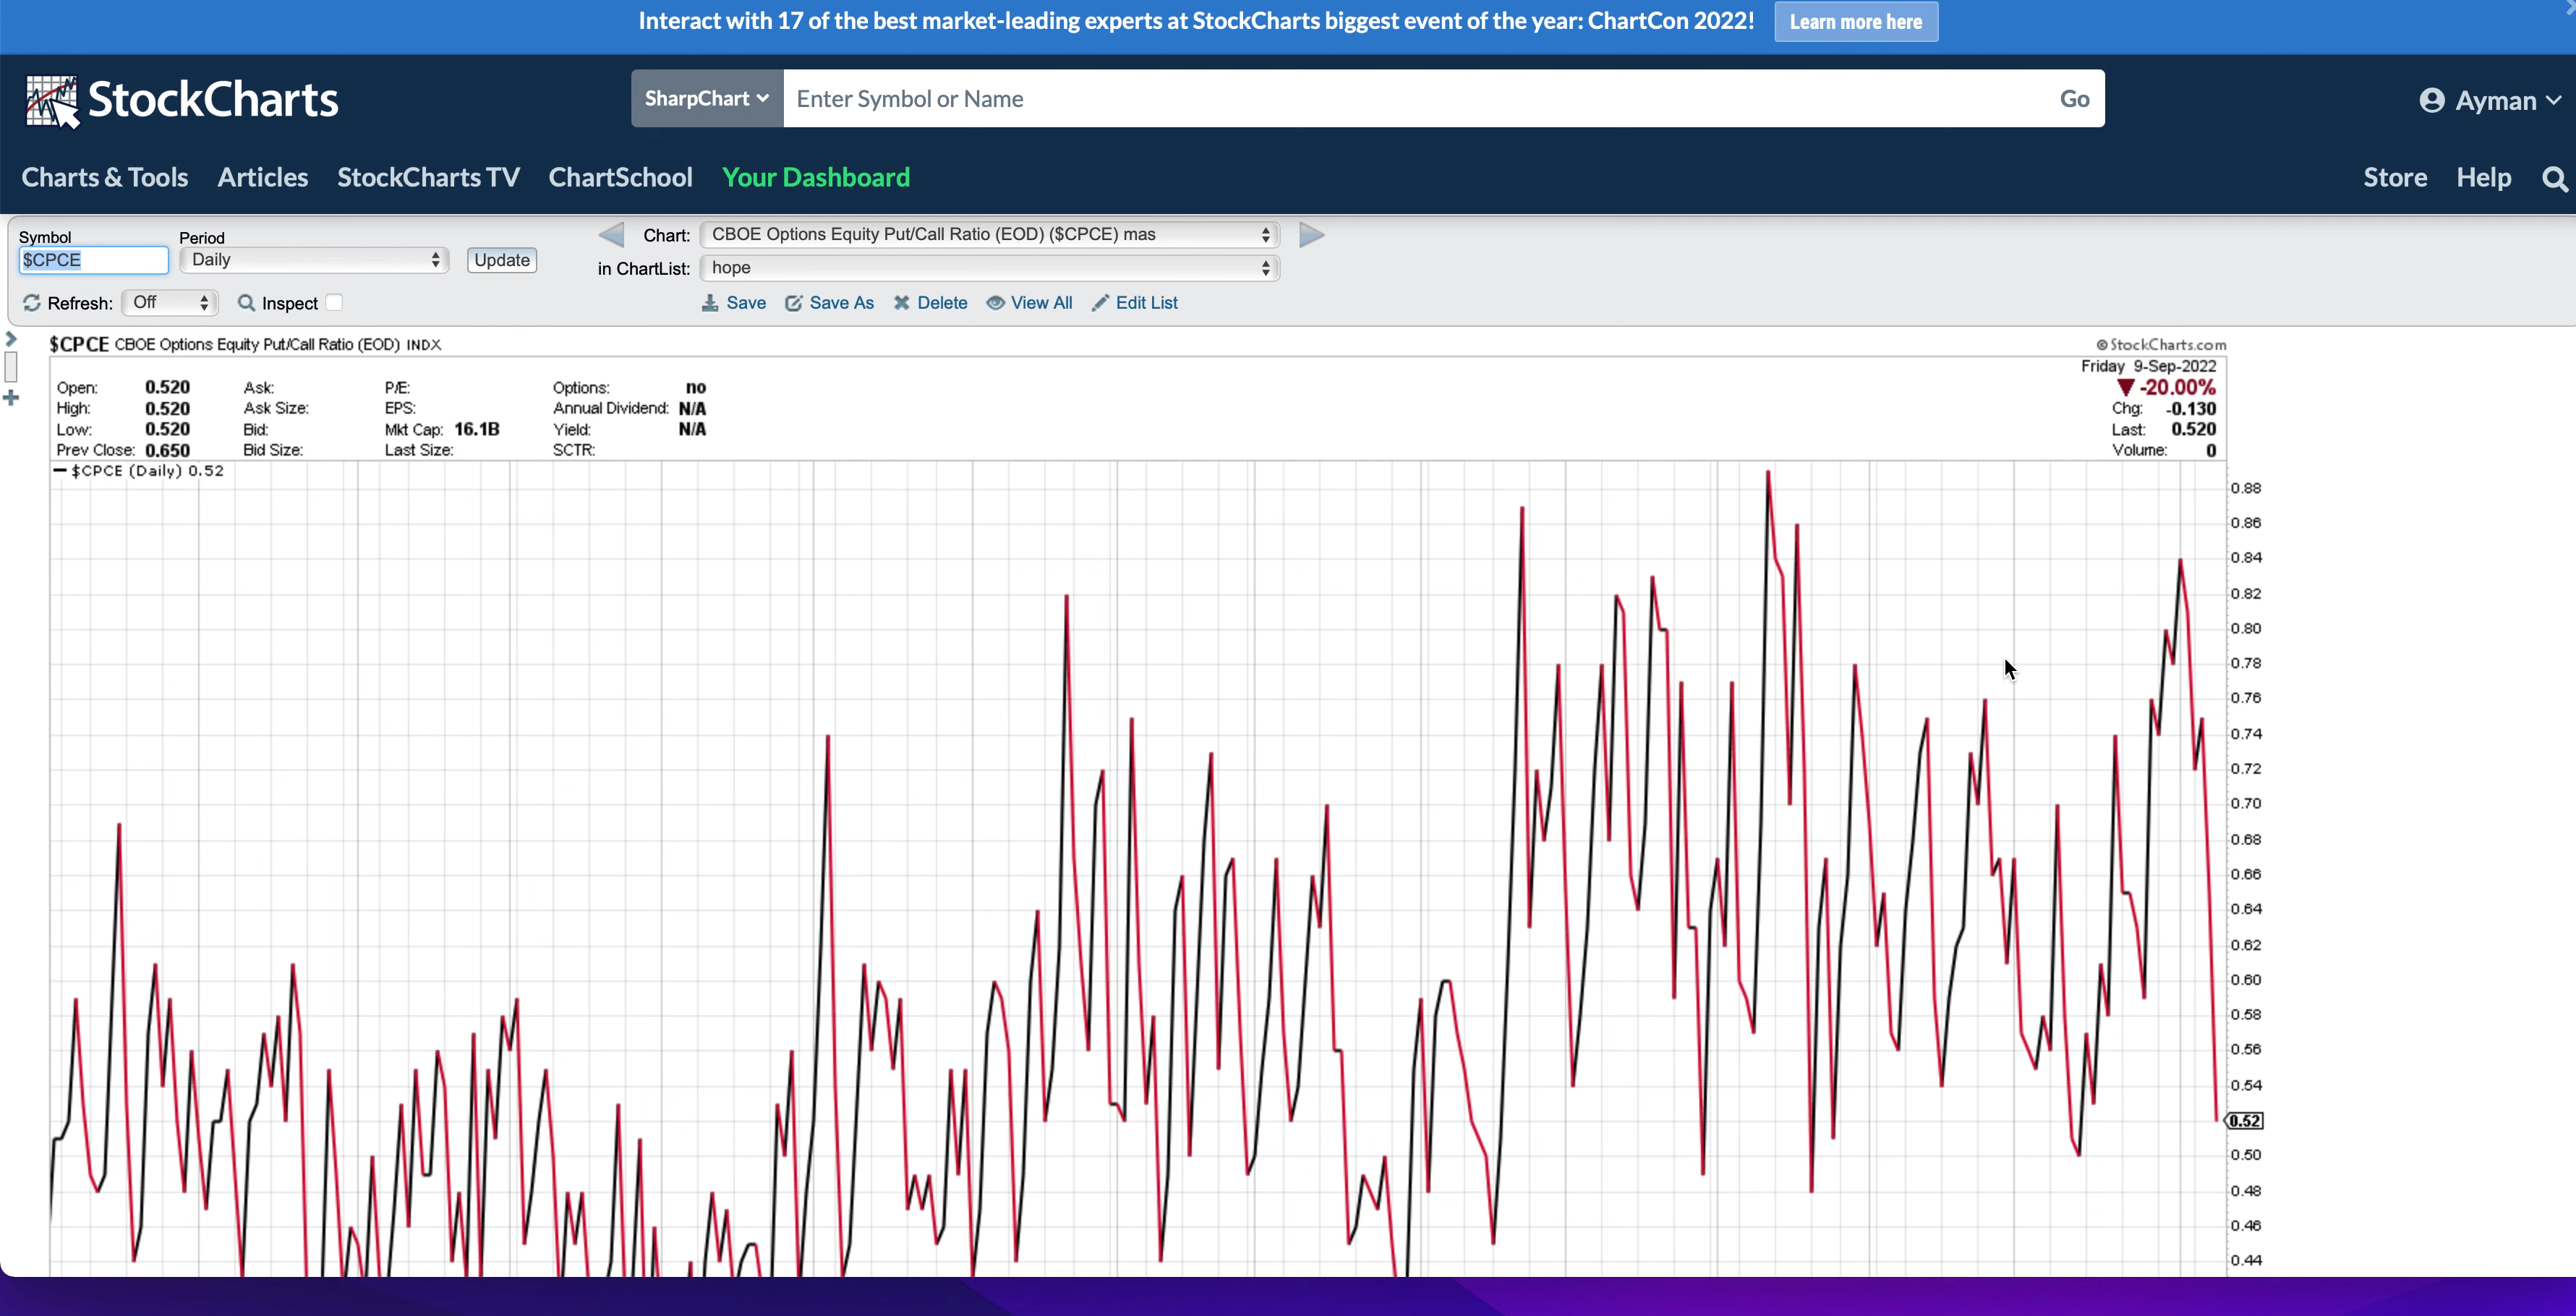 Interact with 17 of the best market-leading experts at StockCharts biggest event of the year: ChartCon 2022! Learn more here
StockCharts SharpChart Enter Symbol or Name Go Ayman
Charts & Tools Articles StockCharts TV ChartSchool Your Dashboard Store Help
Symbol Period Chart: CBOE Options Equity Put/Call Ratio (EOD) ($CPCE) mas
$CPCE Daily Update in ChartList: hope
Refresh: Off Inspect Save Save As Delete View All Edit List
$CPCE CBOE Options Equity Put/Call Ratio (EOD) INDX © StockCharts.com
Friday 9-Sep-2022
Open: 0.520 Ask: P/E: Options: no -20.00%
High: 0.520 Ask Size: EPS: Annual Dividend: N/A Chg: -0.130
Low: 0.520 Bid: Mkt Cap: 16.1B Yield: N/A Last: 0.520
Prev Close: 0.650 Bid Size: Last Size: SCTR: Volume: 0
$CPCE (Daily) 0.52
0.88
0.86
0.84
0.82
0.80
0.78
0.76
0.74
0.72
0.70
0.68
0.66
0.64
0.62
0.60
0.58
0.56
0.54
0.52
0.50
0.48
0.46
0.44